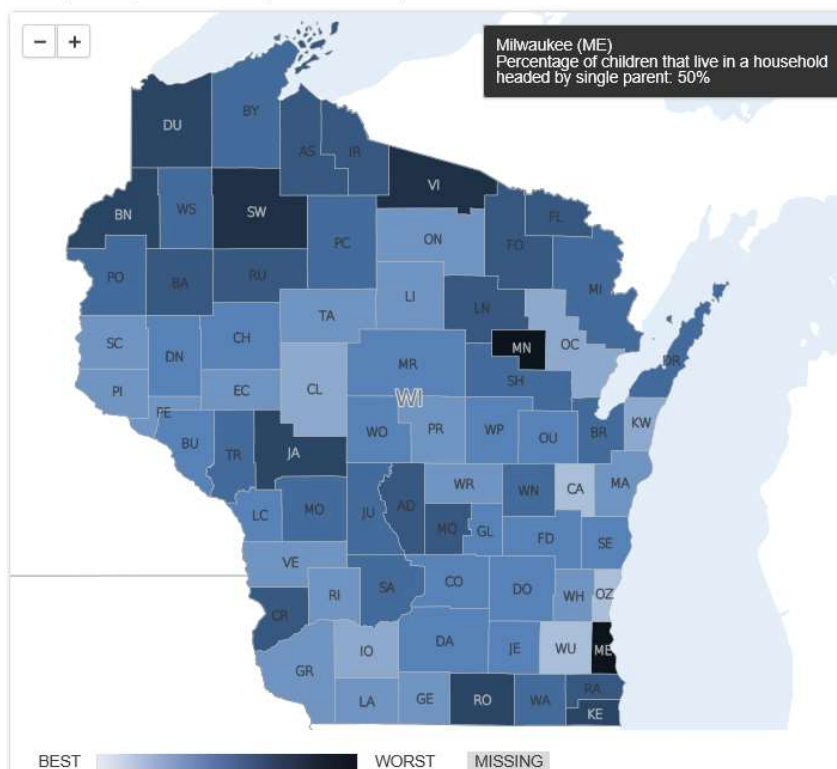 − +
Milwaukee (ME)
Percentage of children that live in a household
headed by single parent: 50%
DU
BY
AS
IR
VI
BN
WS
SW
PC
ON
FO
FL
PO
BA
RU
LI
LN
MI
SC
DN
CH
TA
MN
OC
DR
PI
EC
CL
MR
SH
PE
WI
BU
TR
JA
WO
PR
WP
OU
BR
KW
LC
MO
JU
AD
WR
WN
CA
MA
MQ
GL
FD
SE
VE
RI
SA
CO
DO
WH
OZ
CR
GR
IO
DA
JE
WU
ME
LA
GE
RO
WA
RA
KE
BEST WORST MISSING